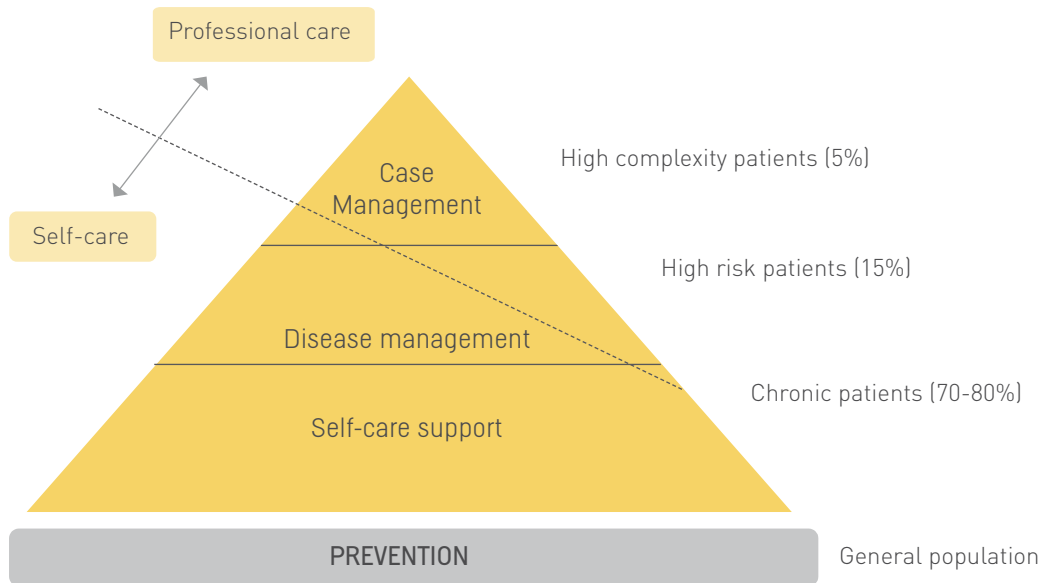 Professional care
Self-care
Case
Management
High complexity patients (5%)
High risk patients (15%)
Disease management
Chronic patients (70-80%)
Self-care support
PREVENTION
General population